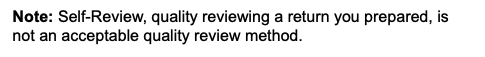 Note: Self-Review, quality reviewing a return you prepared, is
not an acceptable quality review method.